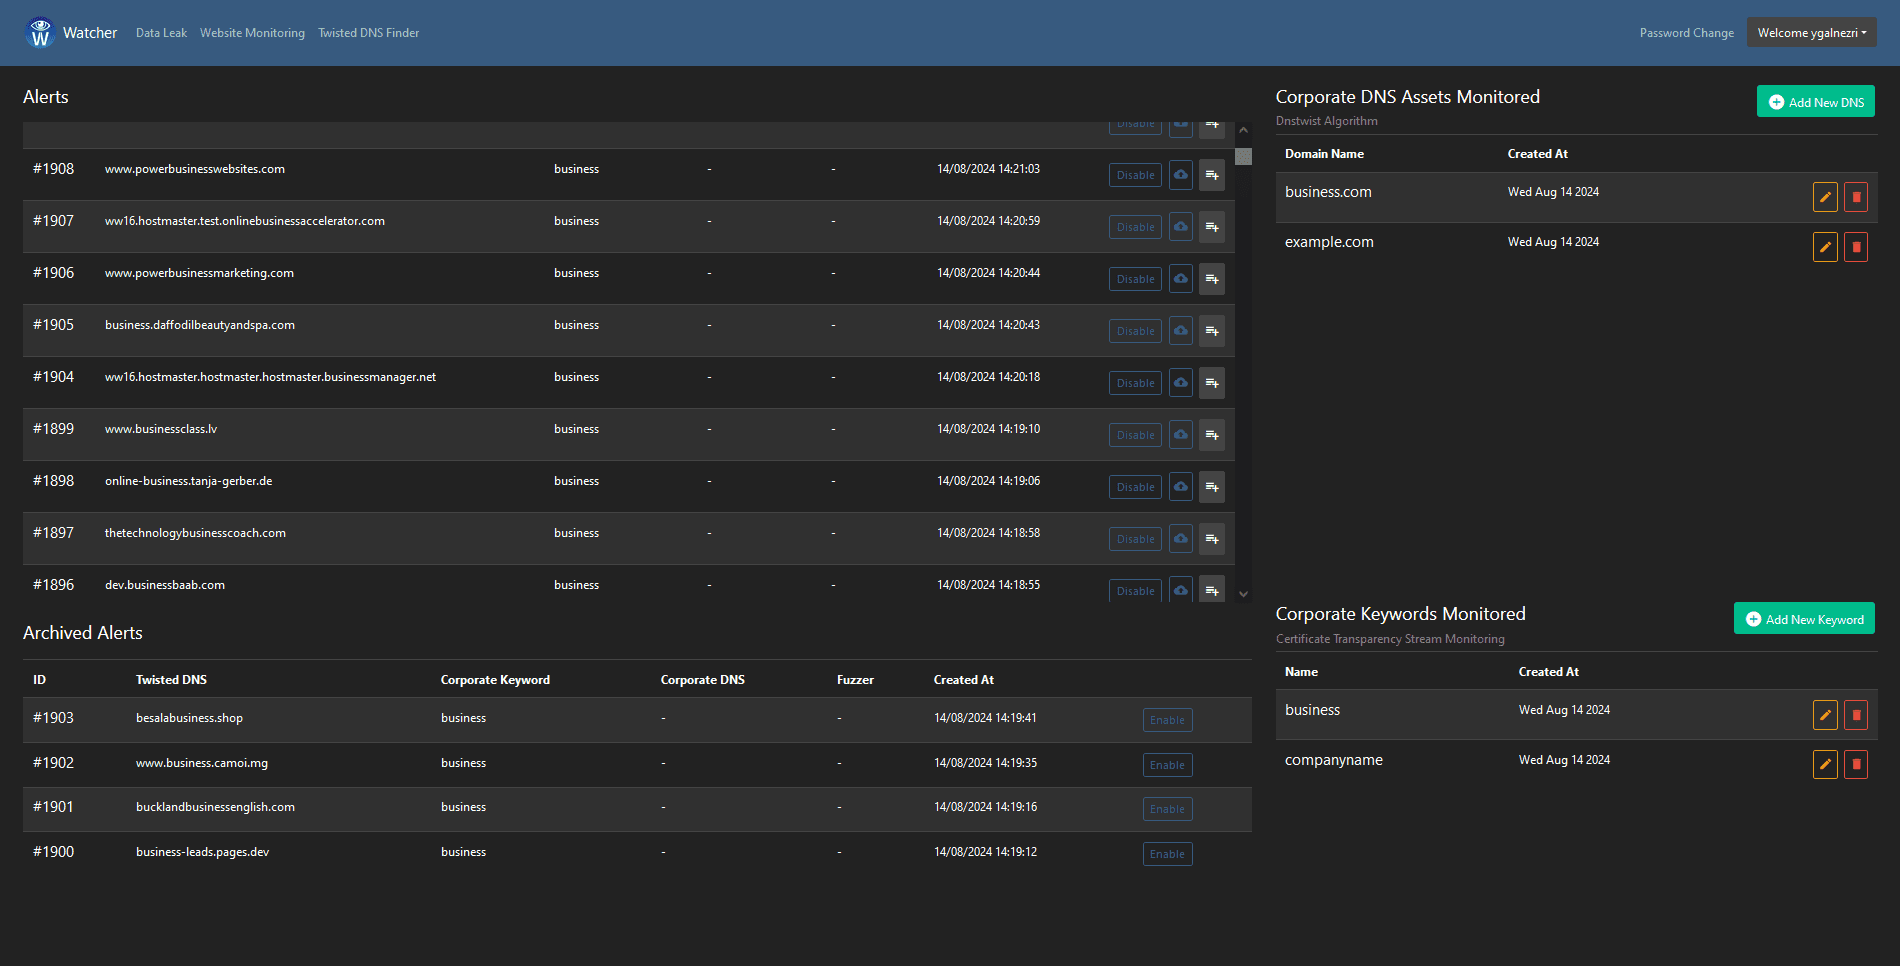 Watcher Data Leak Website Monitoring Twisted DNS Finder Password Change Welcome ygalnezri
Alerts
Disable
#1908 www.powerbusinesswebsites.com business - - 14/08/2024 14:21:03 Disable
#1907 ww16.hostmaster.test.onlinebusinessaccelerator.com business - - 14/08/2024 14:20:59 Disable
#1906 www.powerbusinessmarketing.com business - - 14/08/2024 14:20:44 Disable
#1905 business.daffodilbeautyandspa.com business - - 14/08/2024 14:20:43 Disable
#1904 ww16.hostmaster.hostmaster.hostmaster.businessmanager.net business - - 14/08/2024 14:20:18 Disable
#1899 www.businessclass.lv business - - 14/08/2024 14:19:10 Disable
#1898 online-business.tanja-gerber.de business - - 14/08/2024 14:19:06 Disable
#1897 thetechnologybusinesscoach.com business - - 14/08/2024 14:18:58 Disable
#1896 dev.businessbaab.com business - - 14/08/2024 14:18:55 Disable
Archived Alerts
ID Twisted DNS Corporate Keyword Corporate DNS Fuzzer Created At
#1903 besalabusiness.shop business - - 14/08/2024 14:19:41 Enable
#1902 www.business.camoi.mg business - - 14/08/2024 14:19:35 Enable
#1901 bucklandbusinessenglish.com business - - 14/08/2024 14:19:16 Enable
#1900 business-leads.pages.dev business - - 14/08/2024 14:19:12 Enable
Corporate DNS Assets Monitored Add New DNS
Dnstwist Algorithm
Domain Name Created At
business.com Wed Aug 14 2024
example.com Wed Aug 14 2024
Corporate Keywords Monitored Add New Keyword
Certificate Transparency Stream Monitoring
Name Created At
business Wed Aug 14 2024
companyname Wed Aug 14 2024